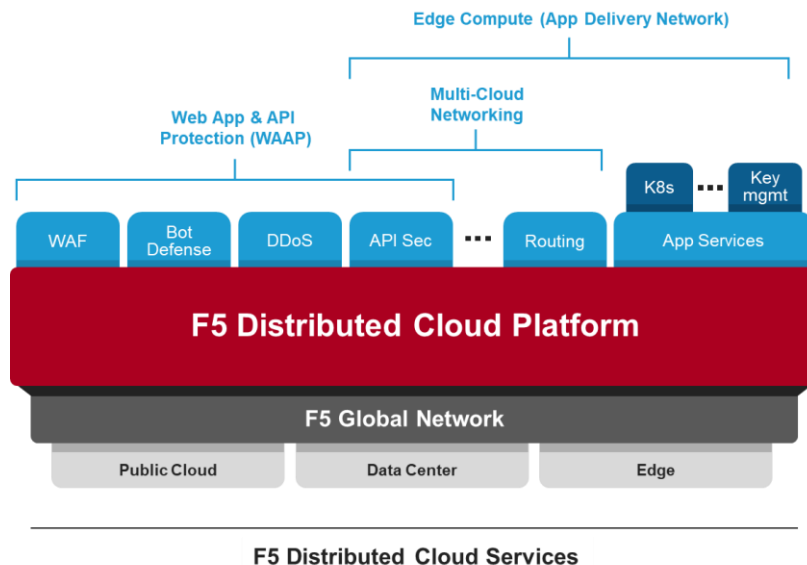 Edge Compute (App Delivery Network)
Multi-Cloud
Networking
Web App & API
Protection (WAAP)
K8s
Key
mgmt
WAF
Bot
Defense
DDoS
API Sec
Routing
App Services
F5 Distributed Cloud Platform
F5 Global Network
Public Cloud
Data Center
Edge
F5 Distributed Cloud Services